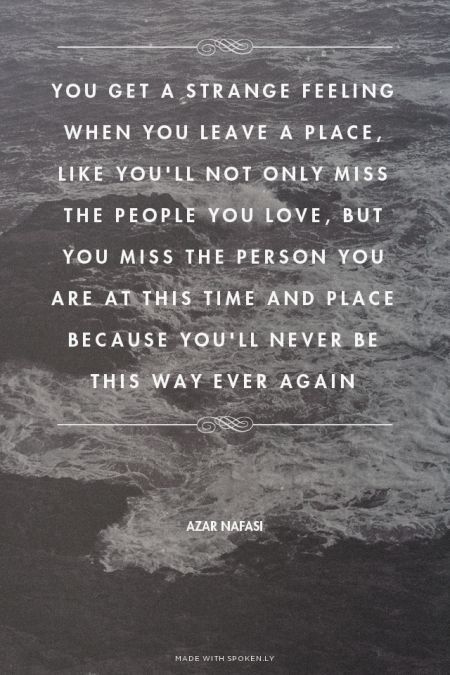 YOU GET A STRANGE FEELING
WHEN YOU LEAVE A PLACE,
LIKE YOU'LL NOT ONLY MISS
THE PEOPLE YOU LOVE, BUT
YOU MISS THE PERSON YOU
ARE AT THIS TIME AND PLACE
BECAUSE YOU'LL NEVER BE
THIS WAY EVER AGAIN
AZAR NAFASI
MADE WITH SPOKEN.LY